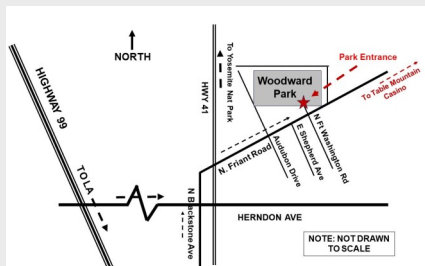 NORTH
HIGHWAY 99
TO LA
HWY 41
To Yosemite Nat Park
Woodward
Park
Park Entrance
To Table Mountain
Casino
N. Friant Road
Audubon Drive
E Shepherd Ave
N Ft Washington Rd
N Blackstone Ave
HERNDON AVE
NOTE: NOT DRAWN
TO SCALE